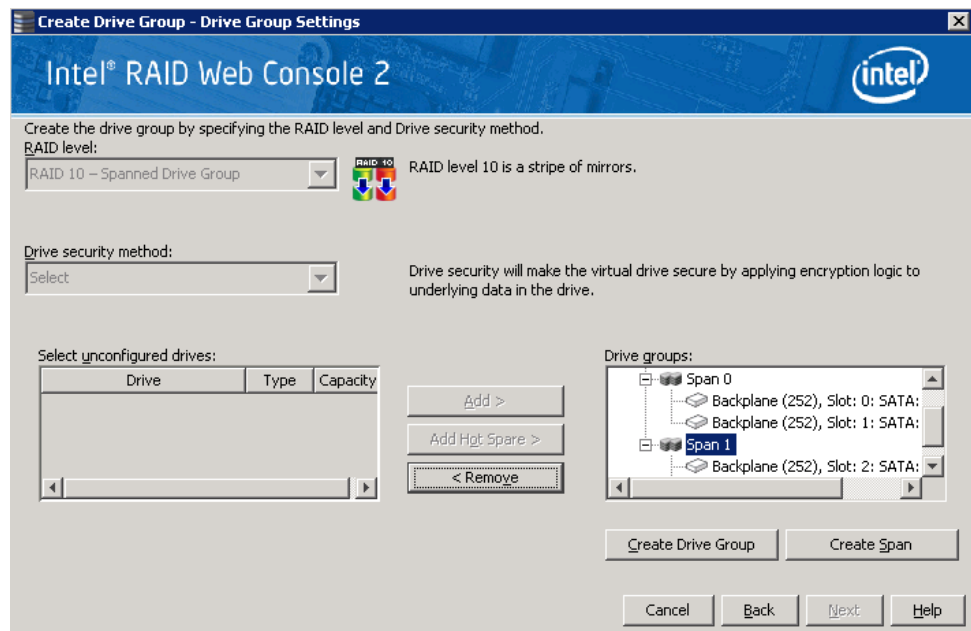 Create Drive Group - Drive Group Settings
Intel® RAID Web Console 2
intel
Create the drive group by specifying the RAID level and Drive security method.
RAID level:
RAID 10 – Spanned Drive Group
RAID 10
RAID level 10 is a stripe of mirrors.
Drive security method:
Select
Drive security will make the virtual drive secure by applying encryption logic to
underlying data in the drive.
Select unconfigured drives:
Drive Type Capacity
Add >
Add Hot Spare >
< Remove
Drive groups:
Span 0
Backplane (252), Slot: 0: SATA:
Backplane (252), Slot: 1: SATA:
Span 1
Backplane (252), Slot: 2: SATA:
Create Drive Group
Create Span
Cancel
Back
Next
Help